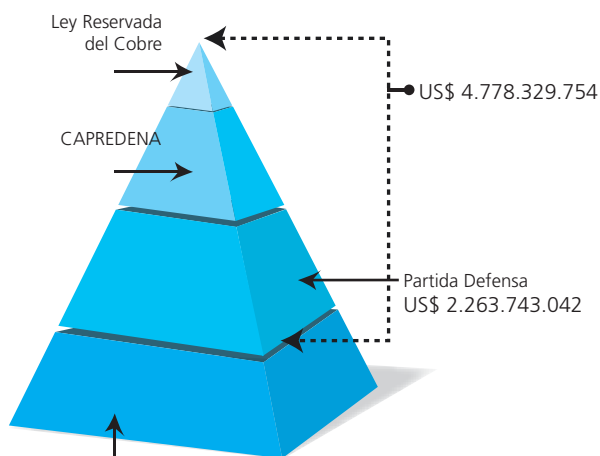 Ley Reservada
del Cobre
US$ 4.778.329.754
CAPREDENA
Partida Defensa
US$ 2.263.743.042